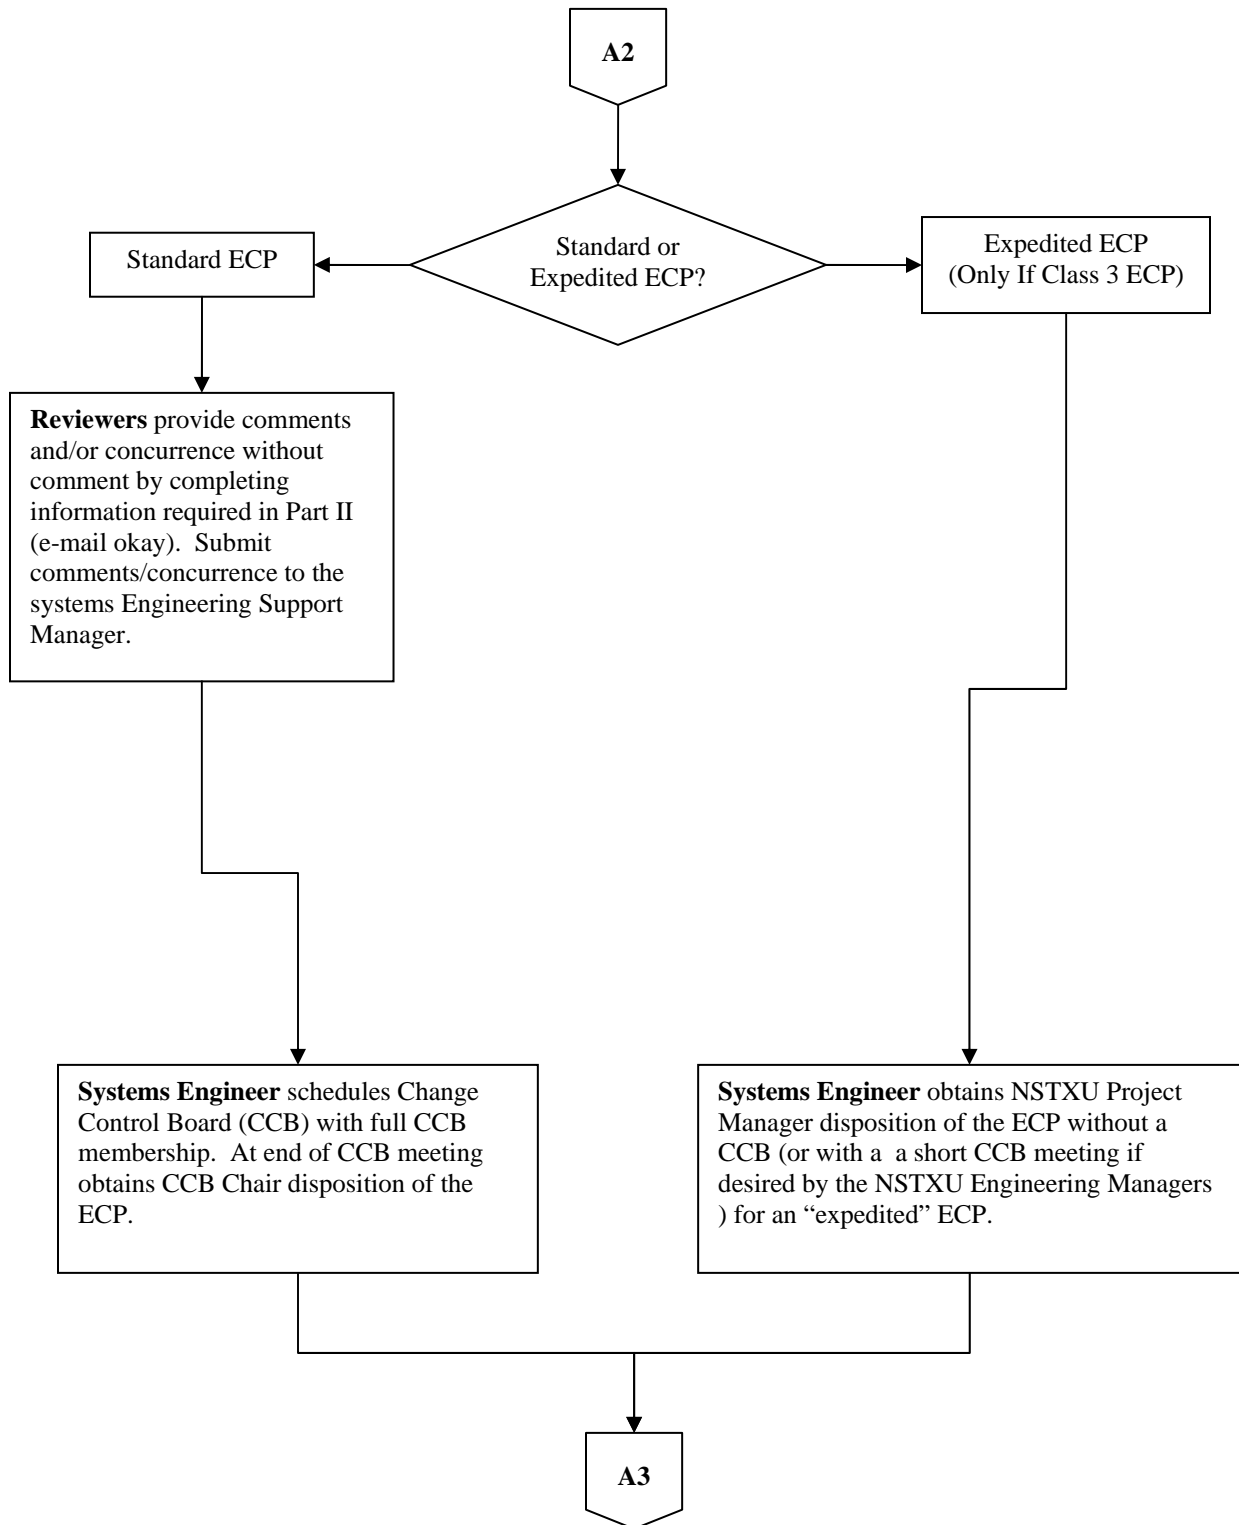 A2
Standard or
Expedited ECP?
Standard ECP
Expedited ECP
(Only If Class 3 ECP)
Reviewers provide comments
and/or concurrence without
comment by completing
information required in Part II
(e-mail okay).  Submit
comments/concurrence to the
systems Engineering Support
Manager.
Systems Engineer schedules Change
Control Board (CCB) with full CCB
membership.  At end of CCB meeting
obtains CCB Chair disposition of the
ECP.
Systems Engineer obtains NSTXU Project
Manager disposition of the ECP without a
CCB (or with a  a short CCB meeting if
desired by the NSTXU Engineering Managers
) for an “expedited” ECP.
A3